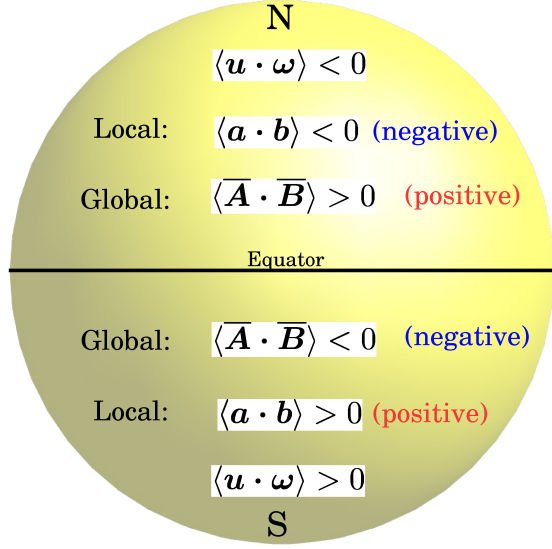 N
⟨u · ω⟩ < 0
Local: ⟨a · b⟩ < 0 (negative)
Global: ⟨A̅ · B̅⟩ > 0 (positive)
Equator
Global: ⟨A̅ · B̅⟩ < 0 (negative)
Local: ⟨a · b⟩ > 0 (positive)
⟨u · ω⟩ > 0
S